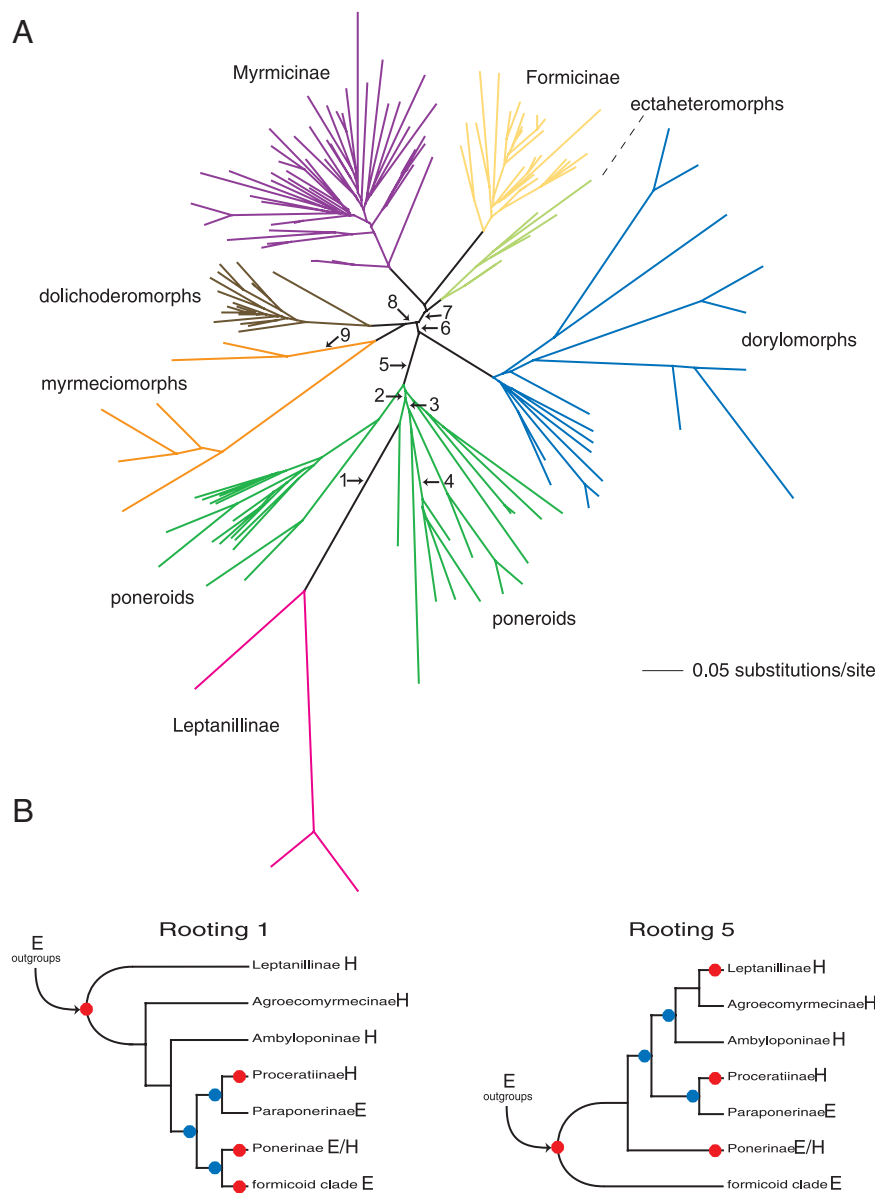 A
Myrmicinae
Formicinae
ectaheteromorphs
dolichoderomorphs
8
7
6
9
dorylomorphs
myrmeciomorphs
5
2
3
1
4
poneroids
poneroids
0.05 substitutions/site
Leptanillinae
B
Rooting 1
E
outgroups
Leptanillinae H
Agroecomyrmecinae H
Ambyloponinae H
Proceratiinae H
Paraponerinae E
Ponerinae E/H
formicoid clade E
Rooting 5
E
outgroups
Leptanillinae H
Agroecomyrmecinae H
Ambyloponinae H
Proceratiinae H
Paraponerinae E
Ponerinae E/H
formicoid clade E